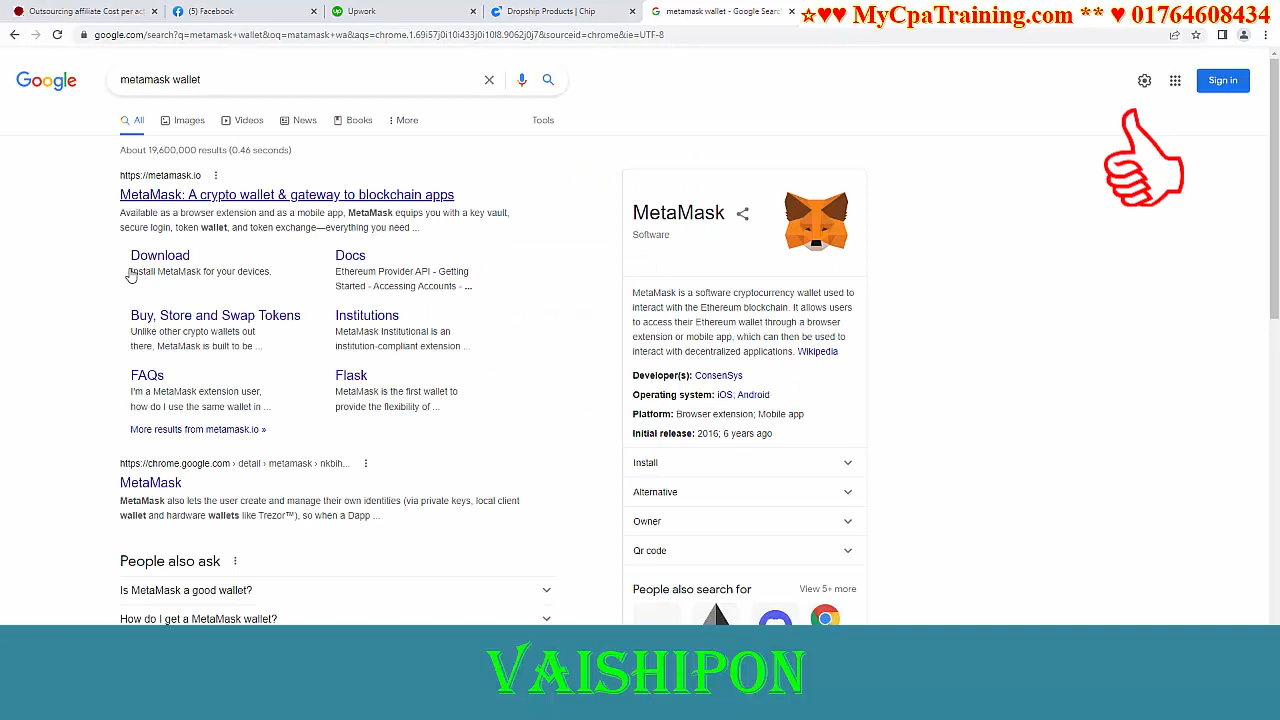 Outsourcing affiliate Cost per ac
(5) Facebook
Upwork
Dropship Products | Chip
metamask wallet - Google Sear
☆♥♥ MyCpaTraining.com ** ♥ 01764608434
google.com/search?q=metamask+wallet&oq=matamask+wa&aqs=chrome.1.69i57j0i10i433j0i10l8.9062j0j7&sourceid=chrome&ie=UTF-8
Google
metamask wallet
Sign in
All
Images
Videos
News
Books
More
Tools
About 19,600,000 results (0.46 seconds)
https://metamask.io
MetaMask: A crypto wallet & gateway to blockchain apps
Available as a browser extension and as a mobile app, MetaMask equips you with a key vault,
secure login, token wallet, and token exchange—everything you need ...
Download
Install MetaMask for your devices.
Docs
Ethereum Provider API - Getting
Started - Accessing Accounts - ...
Buy, Store and Swap Tokens
Unlike other crypto wallets out
there, MetaMask is built to be ...
Institutions
MetaMask Institutional is an
institution-compliant extension ...
FAQs
I'm a MetaMask extension user,
how do I use the same wallet in ...
Flask
MetaMask is the first wallet to
provide the flexibility of ...
More results from metamask.io »
https://chrome.google.com › detail › metamask › nkbih...
MetaMask
MetaMask also lets the user create and manage their own identities (via private keys, local client
wallet and hardware wallets like Trezor™), so when a Dapp ...
People also ask
Is MetaMask a good wallet?
How do I get a MetaMask wallet?
MetaMask
Software
MetaMask is a software cryptocurrency wallet used to
interact with the Ethereum blockchain. It allows users
to access their Ethereum wallet through a browser
extension or mobile app, which can then be used to
interact with decentralized applications. Wikipedia
Developer(s): ConsenSys
Operating system: iOS; Android
Platform: Browser extension; Mobile app
Initial release: 2016; 6 years ago
Install
Alternative
Owner
Qr code
People also search for
View 5+ more
VAISHIPON